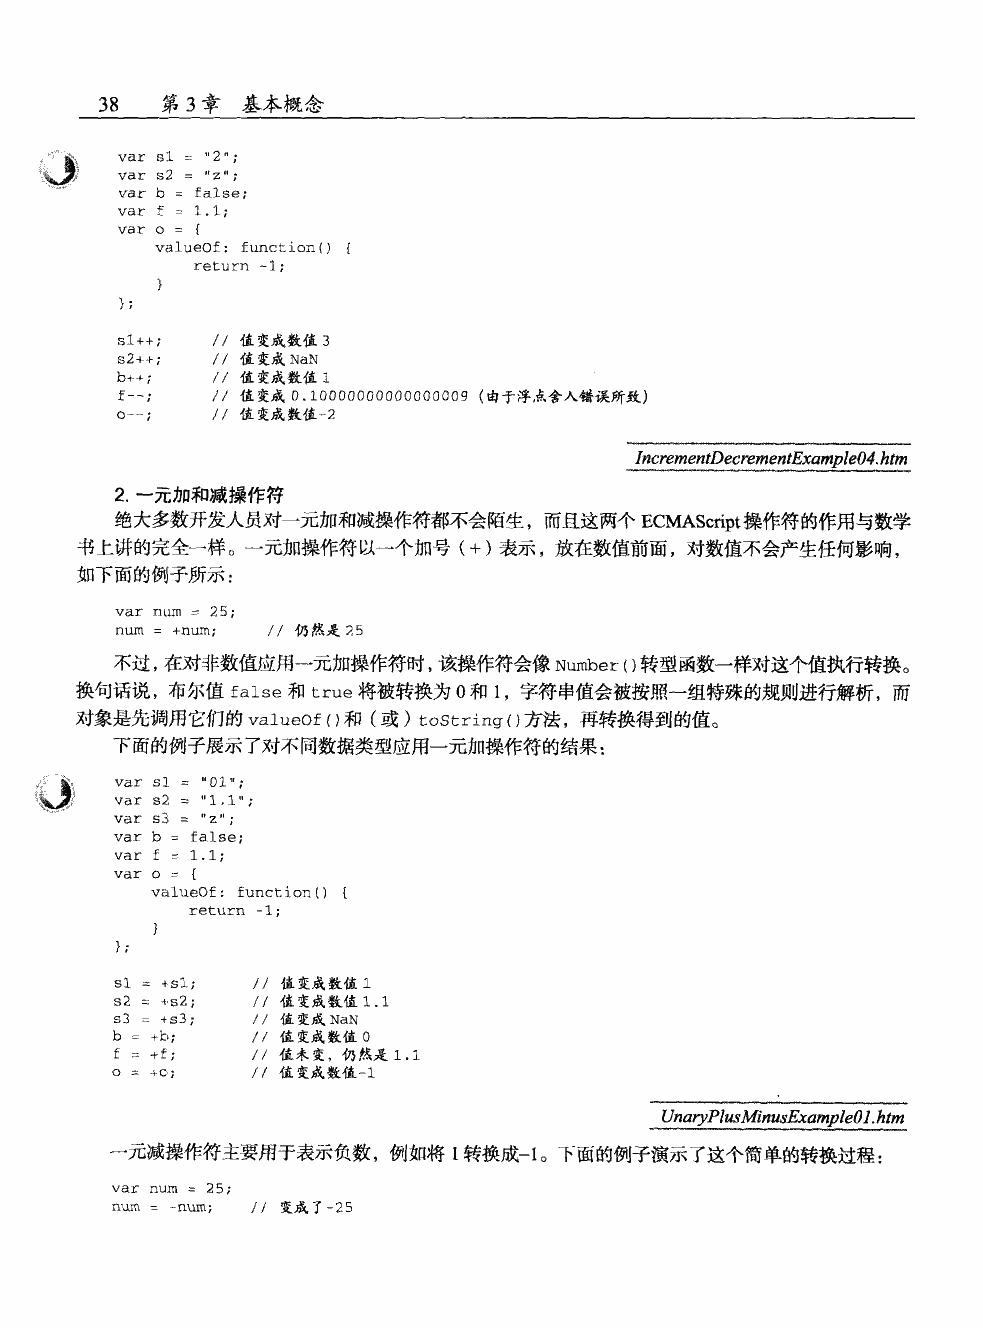 38 第 3 章 基本概念
var s1 = "2";
var s2 = "z";
var b = false;
var f = 1.1;
var o = {
valueOf: function() {
return -1;
}
};
s1++; // 值变成数值 3
s2++; // 值变成 NaN
b++; // 值变成数值 1
f--; // 值变成 0.10000000000000009（由于浮点舍入错误所致）
o--; // 值变成数值-2
IncrementDecrementExample04.htm
2. 一元加和减操作符
绝大多数开发人员对一元加和减操作符都不会陌生，而且这两个 ECMAScript 操作符的作用与数学
书上讲的完全一样。一元加操作符以一个加号（+）表示，放在数值前面，对数值不会产生任何影响，
如下面的例子所示：
var num = 25;
num = +num; // 仍然是 25
不过，在对非数值应用一元加操作符时，该操作符会像 Number()转型函数一样对这个值执行转换。
换句话说，布尔值 false 和 true 将被转换为 0 和 1，字符串值会被按照一组特殊的规则进行解析，而
对象是先调用它们的 valueOf()和（或）toString()方法，再转换得到的值。
下面的例子展示了对不同数据类型应用一元加操作符的结果：
var s1 = "01";
var s2 = "1.1";
var s3 = "z";
var b = false;
var f = 1.1;
var o = {
valueOf: function() {
return -1;
}
};
s1 = +s1; // 值变成数值 1
s2 = +s2; // 值变成数值 1.1
s3 = +s3; // 值变成 NaN
b = +b; // 值变成数值 0
f = +f; // 值未变，仍然是 1.1
o = +o; // 值变成数值-1
UnaryPlusMinusExample01.htm
一元减操作符主要用于表示负数，例如将 1 转换成–1。下面的例子演示了这个简单的转换过程：
var num = 25;
num = -num; // 变成了-25